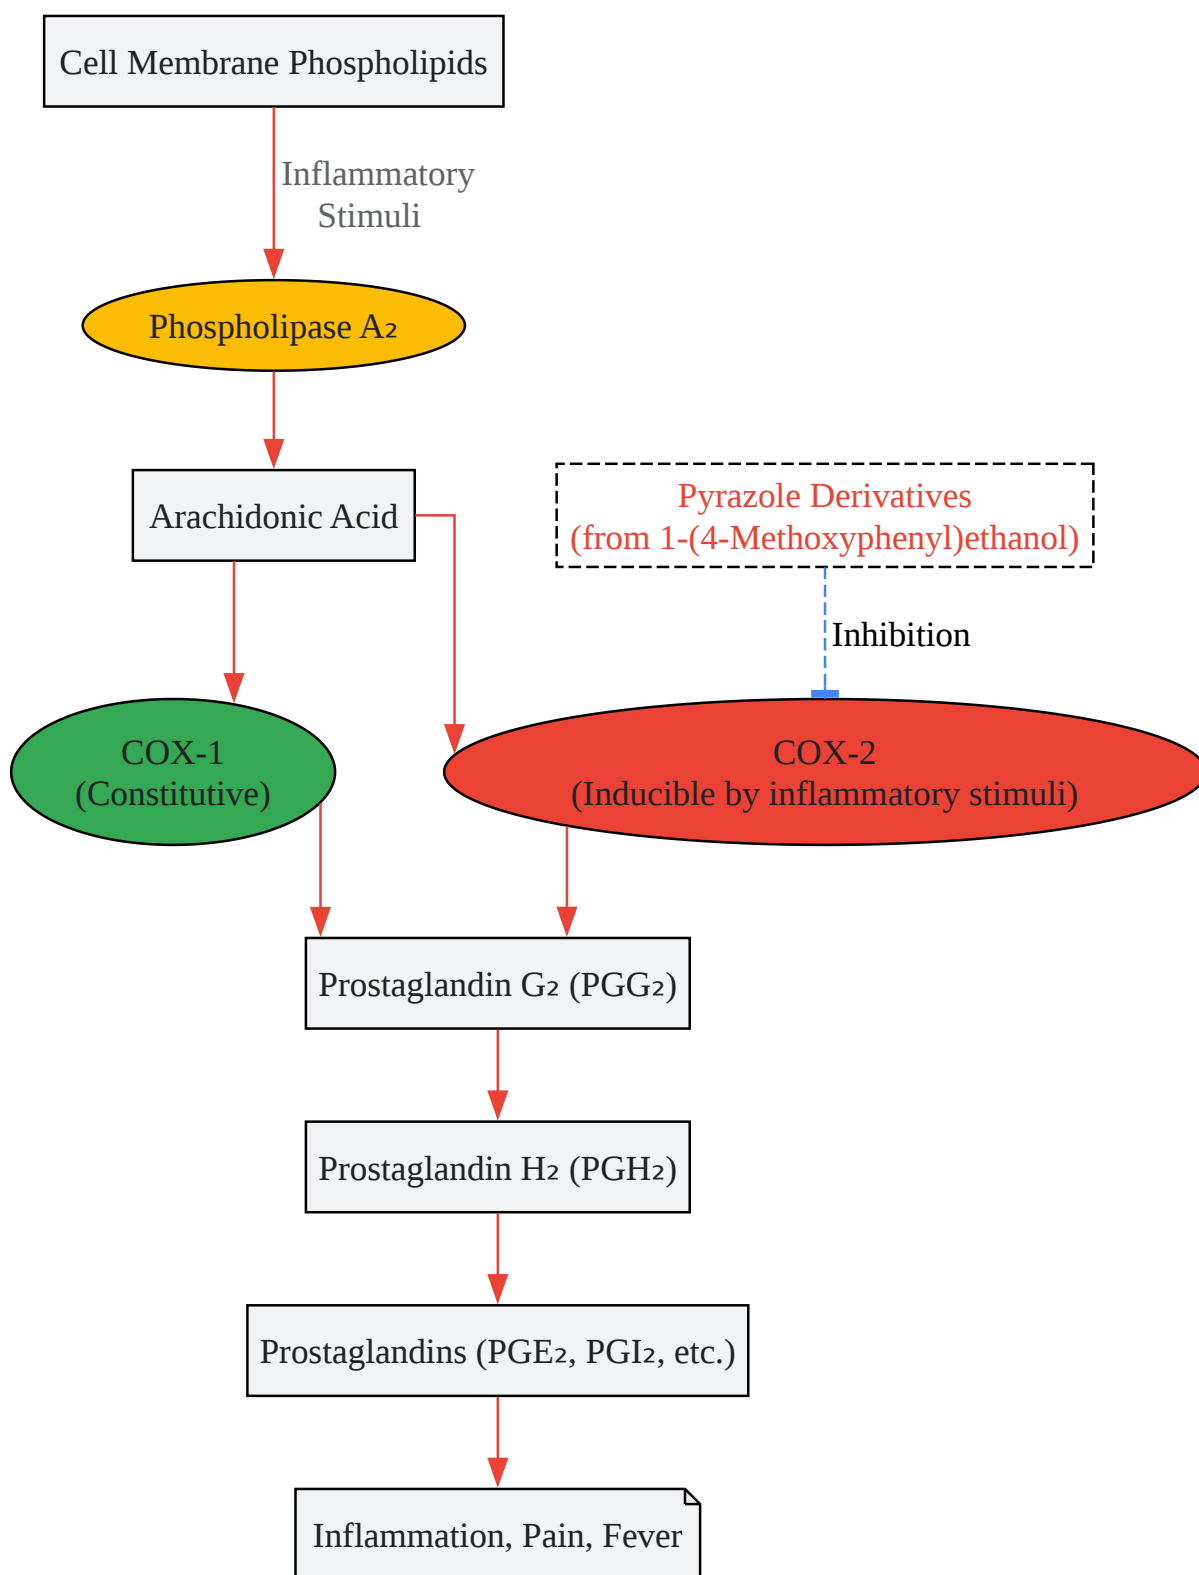 Cell Membrane Phospholipids
Inflammatory
Stimuli
Phospholipase A₂
Arachidonic Acid
Pyrazole Derivatives
(from 1-(4-Methoxyphenyl)ethanol)
Inhibition
COX-1
(Constitutive)
COX-2
(Inducible by inflammatory stimuli)
Prostaglandin G₂ (PGG₂)
Prostaglandin H₂ (PGH₂)
Prostaglandins (PGE₂, PGI₂, etc.)
Inflammation, Pain, Fever